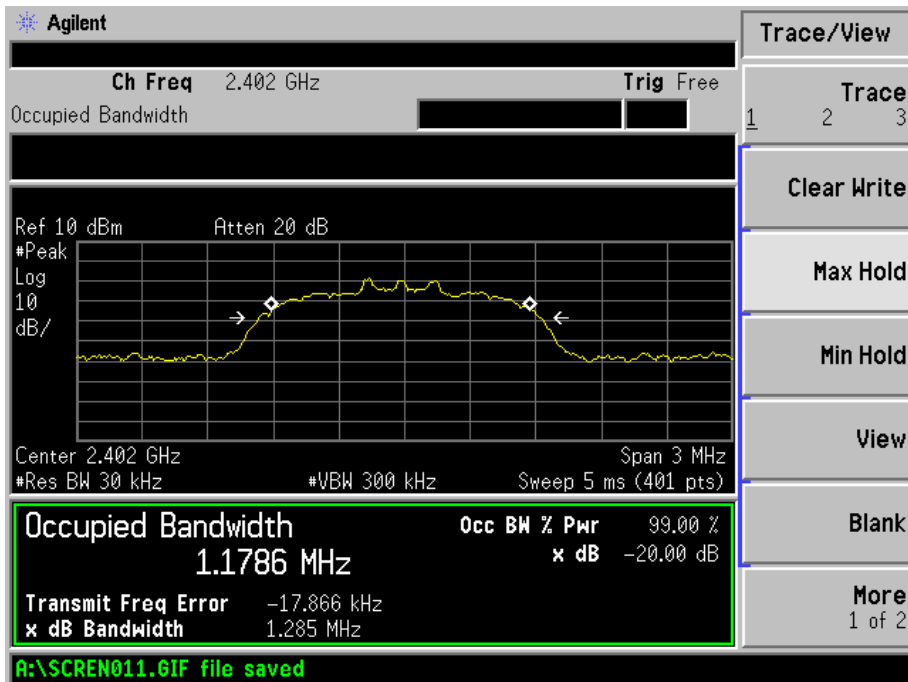 Agilent
Trace/View
Ch Freq 2.402 GHz Trig Free
Occupied Bandwidth
Trace
1 2 3
Clear Write
Max Hold
Min Hold
View
Blank
More
1 of 2
Ref 10 dBm Atten 20 dB
#Peak
Log
10
dB/
Center 2.402 GHz Span 3 MHz
#Res BW 30 kHz #VBW 300 kHz Sweep 5 ms (401 pts)
Occupied Bandwidth Occ BW % Pwr 99.00 %
1.1786 MHz x dB -20.00 dB
Transmit Freq Error -17.866 kHz
x dB Bandwidth 1.285 MHz
A:\SCREN011.GIF file saved